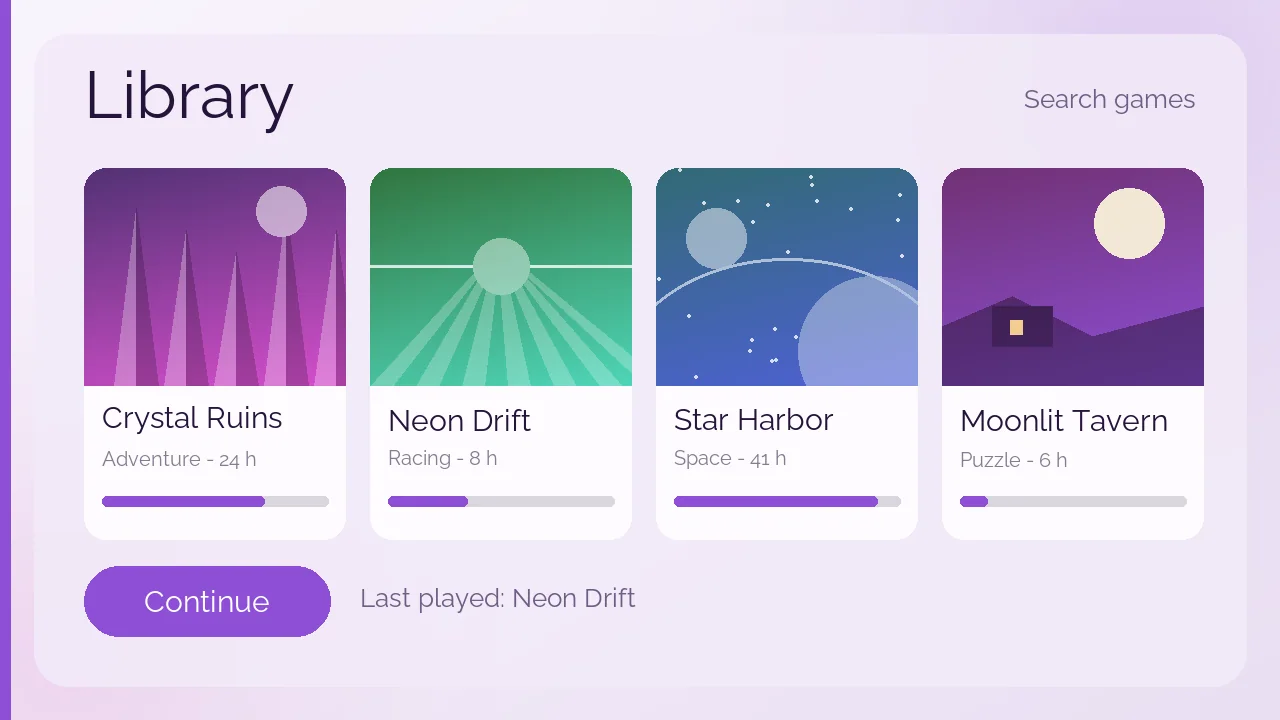 Library
Search games
Crystal Ruins
Adventure - 24 h
Neon Drift
Racing - 8 h
Star Harbor
Space - 41 h
Moonlit Tavern
Puzzle - 6 h
Continue
Last played: Neon Drift